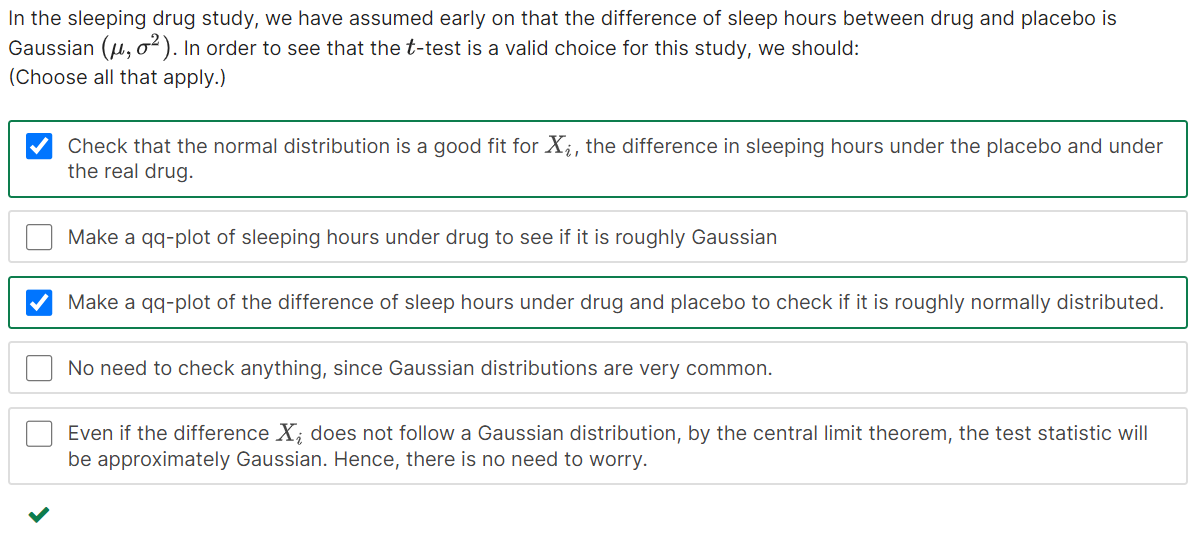 In the sleeping drug study, we have assumed early on that the difference of sleep hours between drug and placebo is
Gaussian (μ, σ²). In order to see that the t-test is a valid choice for this study, we should:
(Choose all that apply.)
Check that the normal distribution is a good fit for Xᵢ, the difference in sleeping hours under the placebo and under
the real drug.
Make a qq-plot of sleeping hours under drug to see if it is roughly Gaussian
Make a qq-plot of the difference of sleep hours under drug and placebo to check if it is roughly normally distributed.
No need to check anything, since Gaussian distributions are very common.
Even if the difference Xᵢ does not follow a Gaussian distribution, by the central limit theorem, the test statistic will
be approximately Gaussian. Hence, there is no need to worry.